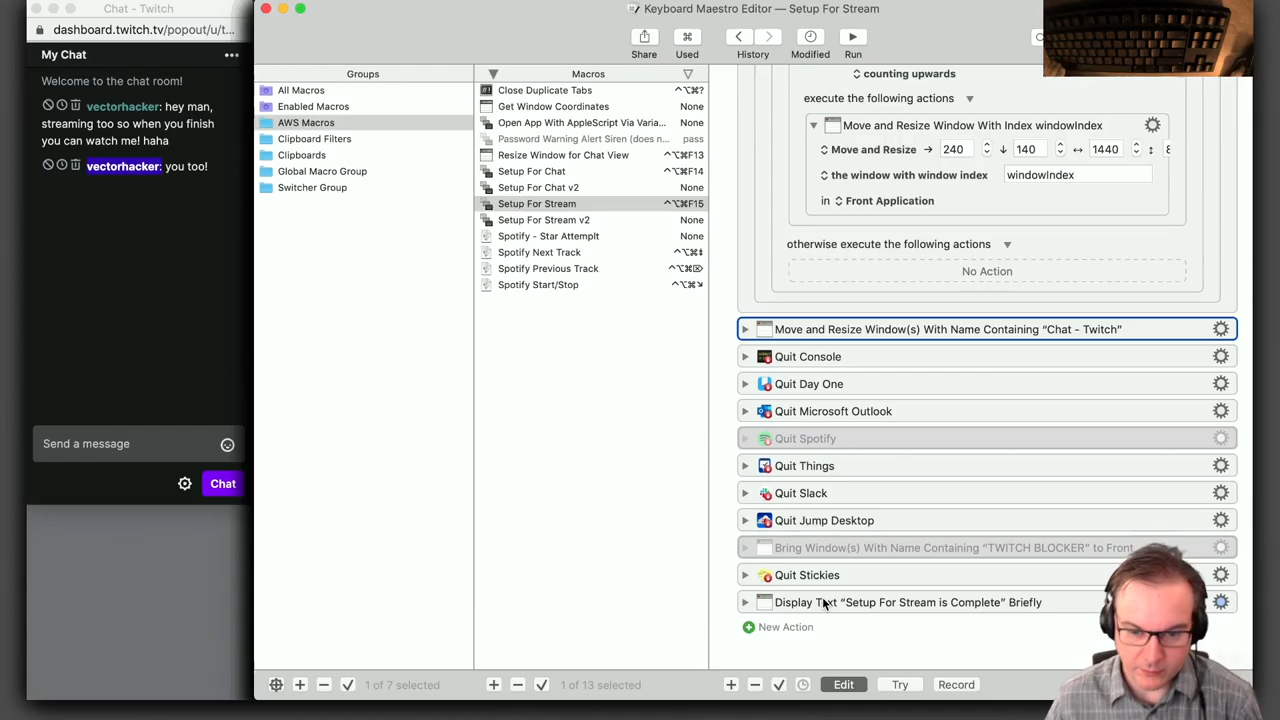 Chat - Twitch
dashboard.twitch.tv/popout/u/t...
My Chat
Welcome to the chat room!
vectorhacker: hey man,
streaming too so when you finish
you can watch me! haha
vectorhacker: you too!
Send a message
Chat
Keyboard Maestro Editor — Setup For Stream
Share
Used
History
Modified
Run
Groups
All Macros
Enabled Macros
AWS Macros
Clipboard Filters
Clipboards
Global Macro Group
Switcher Group
1 of 7 selected
Macros
Close Duplicate Tabs ^⌥⌘?
Get Window Coordinates None
Open App With AppleScript Via Varia... None
Password Warning Alert Siren (does n... pass
Resize Window for Chat View ^⌥⌘F13
Setup For Chat ^⌥⌘F14
Setup For Chat v2 None
Setup For Stream ^⌥⌘F15
Setup For Stream v2 None
Spotify - Star Attempt None
Spotify Next Track ^⌥⌘⇟
Spotify Previous Track ^⌥⌘⌦
Spotify Start/Stop ^⌥⌘↘
1 of 13 selected
counting upwards
execute the following actions
Move and Resize Window With Index windowIndex
Move and Resize → 240 ↓ 140 ↔ 1440 ↕ 8
the window with window index windowIndex
in Front Application
otherwise execute the following actions
No Action
Move and Resize Window(s) With Name Containing “Chat - Twitch”
Quit Console
Quit Day One
Quit Microsoft Outlook
Quit Spotify
Quit Things
Quit Slack
Quit Jump Desktop
Bring Window(s) With Name Containing “TWITCH BLOCKER” to Front
Quit Stickies
Display Text “Setup For Stream is Complete” Briefly
New Action
Edit
Try
Record